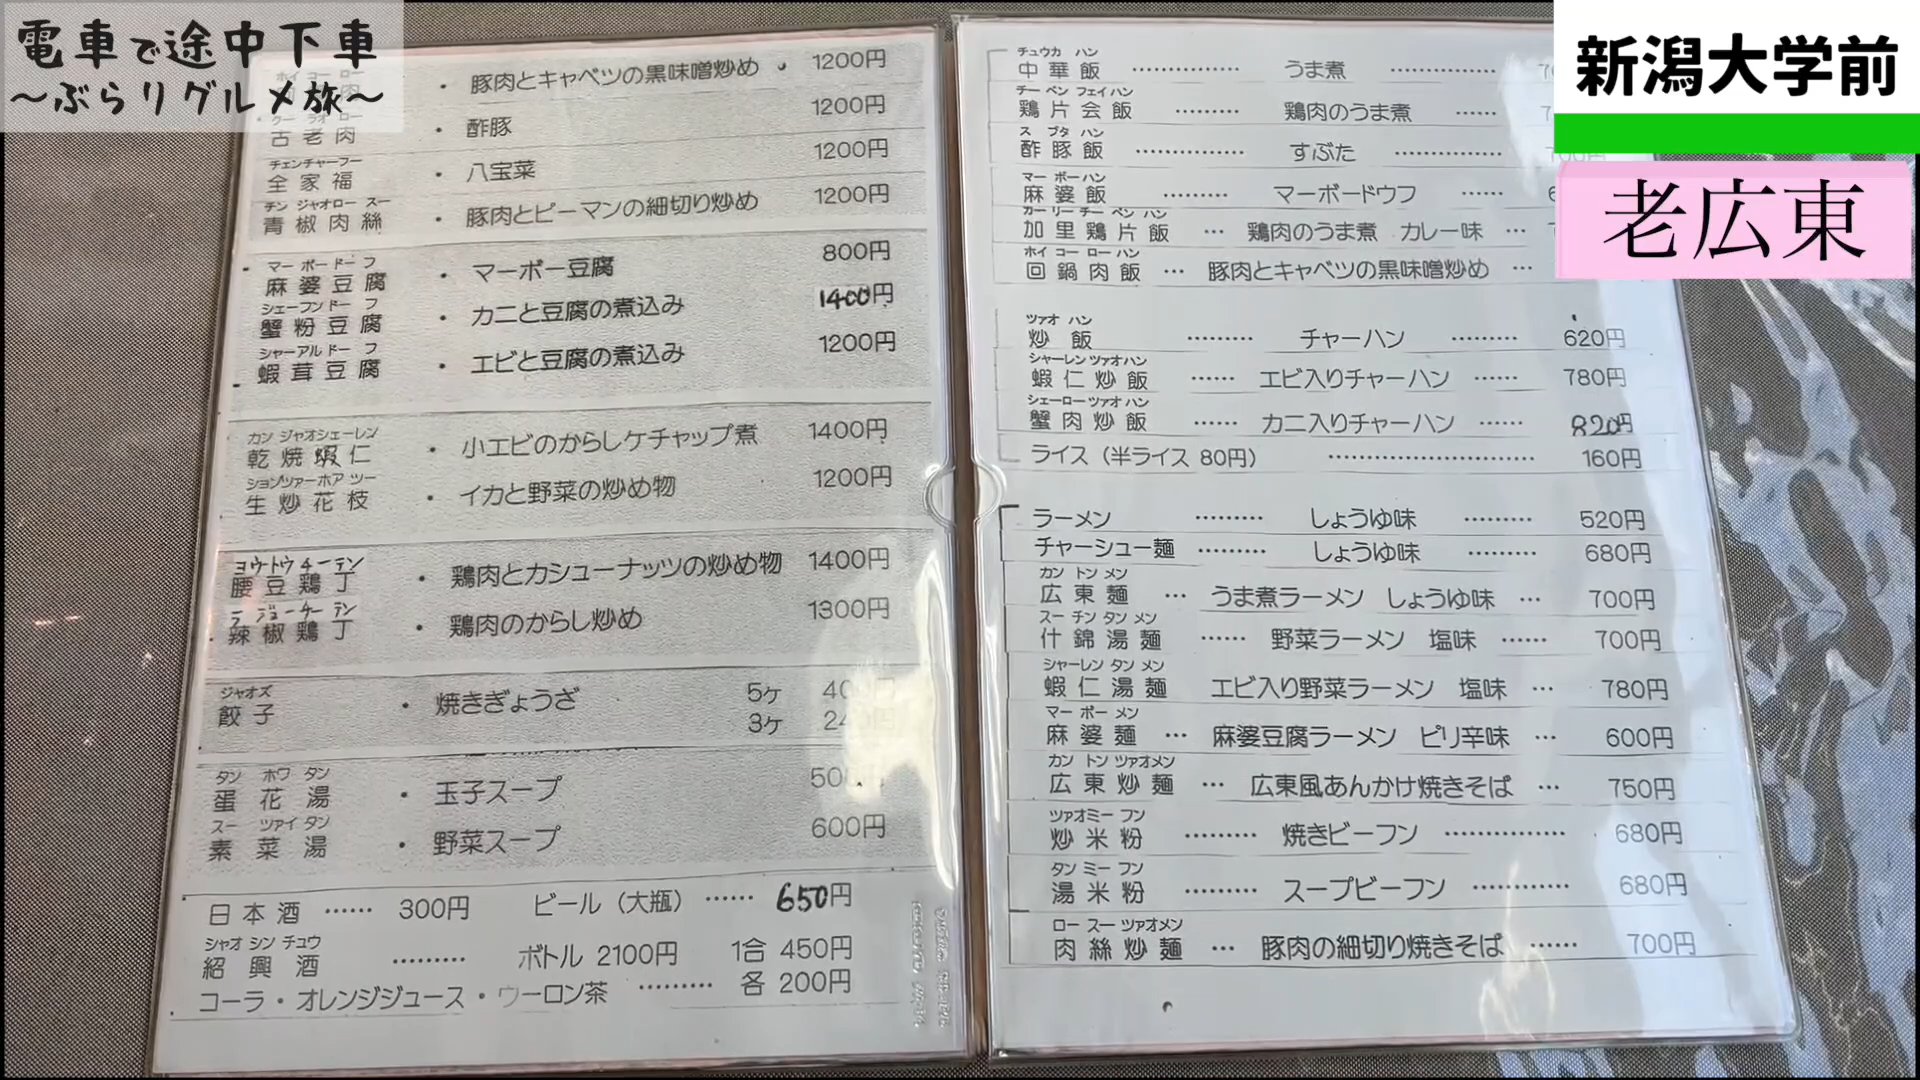 電車で途中下車
～ぶらりグルメ旅～
新潟大学前
老広東
ホイ コー ロー
肉 ・ 豚肉とキャベツの黒味噌炒め 1200円
クー ラオ ロー
古老肉 ・ 酢豚 1200円
チェンチャーフー
全家福 ・ 八宝菜 1200円
チン ジャオロー スー
青椒肉絲 ・ 豚肉とピーマンの細切り炒め 1200円
マー ボー ドー フ
麻婆豆腐 ・ マーボー豆腐 800円
シェーフンドー フ
蟹粉豆腐 ・ カニと豆腐の煮込み 1400円
シャーアルドー フ
蝦茸豆腐 ・ エビと豆腐の煮込み 1200円
カン ジャオシェーレン
乾焼蝦仁 ・ 小エビのからしケチャップ煮 1400円
ションツァーホア ツー
生炒花枝 ・ イカと野菜の炒め物 1200円
ヨウトウチーテン
腰豆鶏丁 ・ 鶏肉とカシューナッツの炒め物 1400円
ラジョーチーテン
辣椒鶏丁 ・ 鶏肉のからし炒め 1300円
ジャオズ
餃子 ・ 焼きぎょうざ 5ケ 40 円
3ケ 24 円
タン ホワ タン
蛋花湯 ・ 玉子スープ 50 円
スー ツァイ タン
素菜湯 ・ 野菜スープ 600円
日本酒 …… 300円 ビール（大瓶）…… 650円
シャオ シン チュウ
紹興酒 ……… ボトル 2100円 1合 450円
コーラ・オレンジジュース・ウーロン茶 ……… 各 200円
チュウカ ハン
中華飯 ………… うま煮 …………
チー ペン フェイ ハン
鶏片会飯 ……… 鶏肉のうま煮 ……
ス ブタ ハン
酢豚飯 ………… すぶた …………
マー ボー ハン
麻婆飯 ……… マーボードウフ ……
カー リー チー ペン ハン
加里鶏片飯 … 鶏肉のうま煮 カレー味 …
ホイ コー ロー ハン
回鍋肉飯 … 豚肉とキャベツの黒味噌炒め …
ツァオ ハン
炒飯 ……… チャーハン ……… 620円
シャーレン ツァオハン
蝦仁炒飯 …… エビ入りチャーハン …… 780円
シェーローツァオ ハン
蟹肉炒飯 …… カニ入りチャーハン …… 820円
ライス（半ライス 80円） ………………… 160円
ラーメン ……… しょうゆ味 ……… 520円
チャーシュー麺 ……… しょうゆ味 ……… 680円
カン トン メン
広東麺 … うま煮ラーメン しょうゆ味 … 700円
スー チン タン メン
什錦湯麺 …… 野菜ラーメン 塩味 …… 700円
シャーレン タン メン
蝦仁湯麺 エビ入り野菜ラーメン 塩味 … 780円
マー ボー メン
麻婆麺 … 麻婆豆腐ラーメン ピリ辛味 … 600円
カン トン ツァオメン
広東炒麺 … 広東風あんかけ焼きそば … 750円
ツァオミー フン
炒米粉 ……… 焼きビーフン ………… 680円
タン ミー フン
湯米粉 ……… スープビーフン ……… 680円
ロー スー ツァオメン
肉絲炒麺 … 豚肉の細切り焼きそば …… 700円